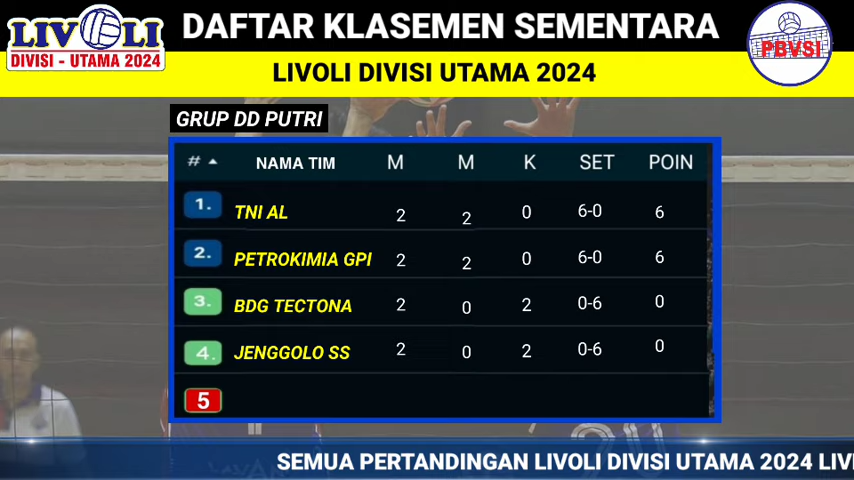 LIVOLI
DIVISI - UTAMA 2024
DAFTAR KLASEMEN SEMENTARA
PBVSI
LIVOLI DIVISI UTAMA 2024
GRUP DD PUTRI
# NAMA TIM M M K SET POIN
1. TNI AL 2 2 0 6-0 6
2. PETROKIMIA GPI 2 2 0 6-0 6
3. BDG TECTONA 2 0 2 0-6 0
4. JENGGOLO SS 2 0 2 0-6 0
5
SEMUA PERTANDINGAN LIVOLI DIVISI UTAMA 2024 LIV